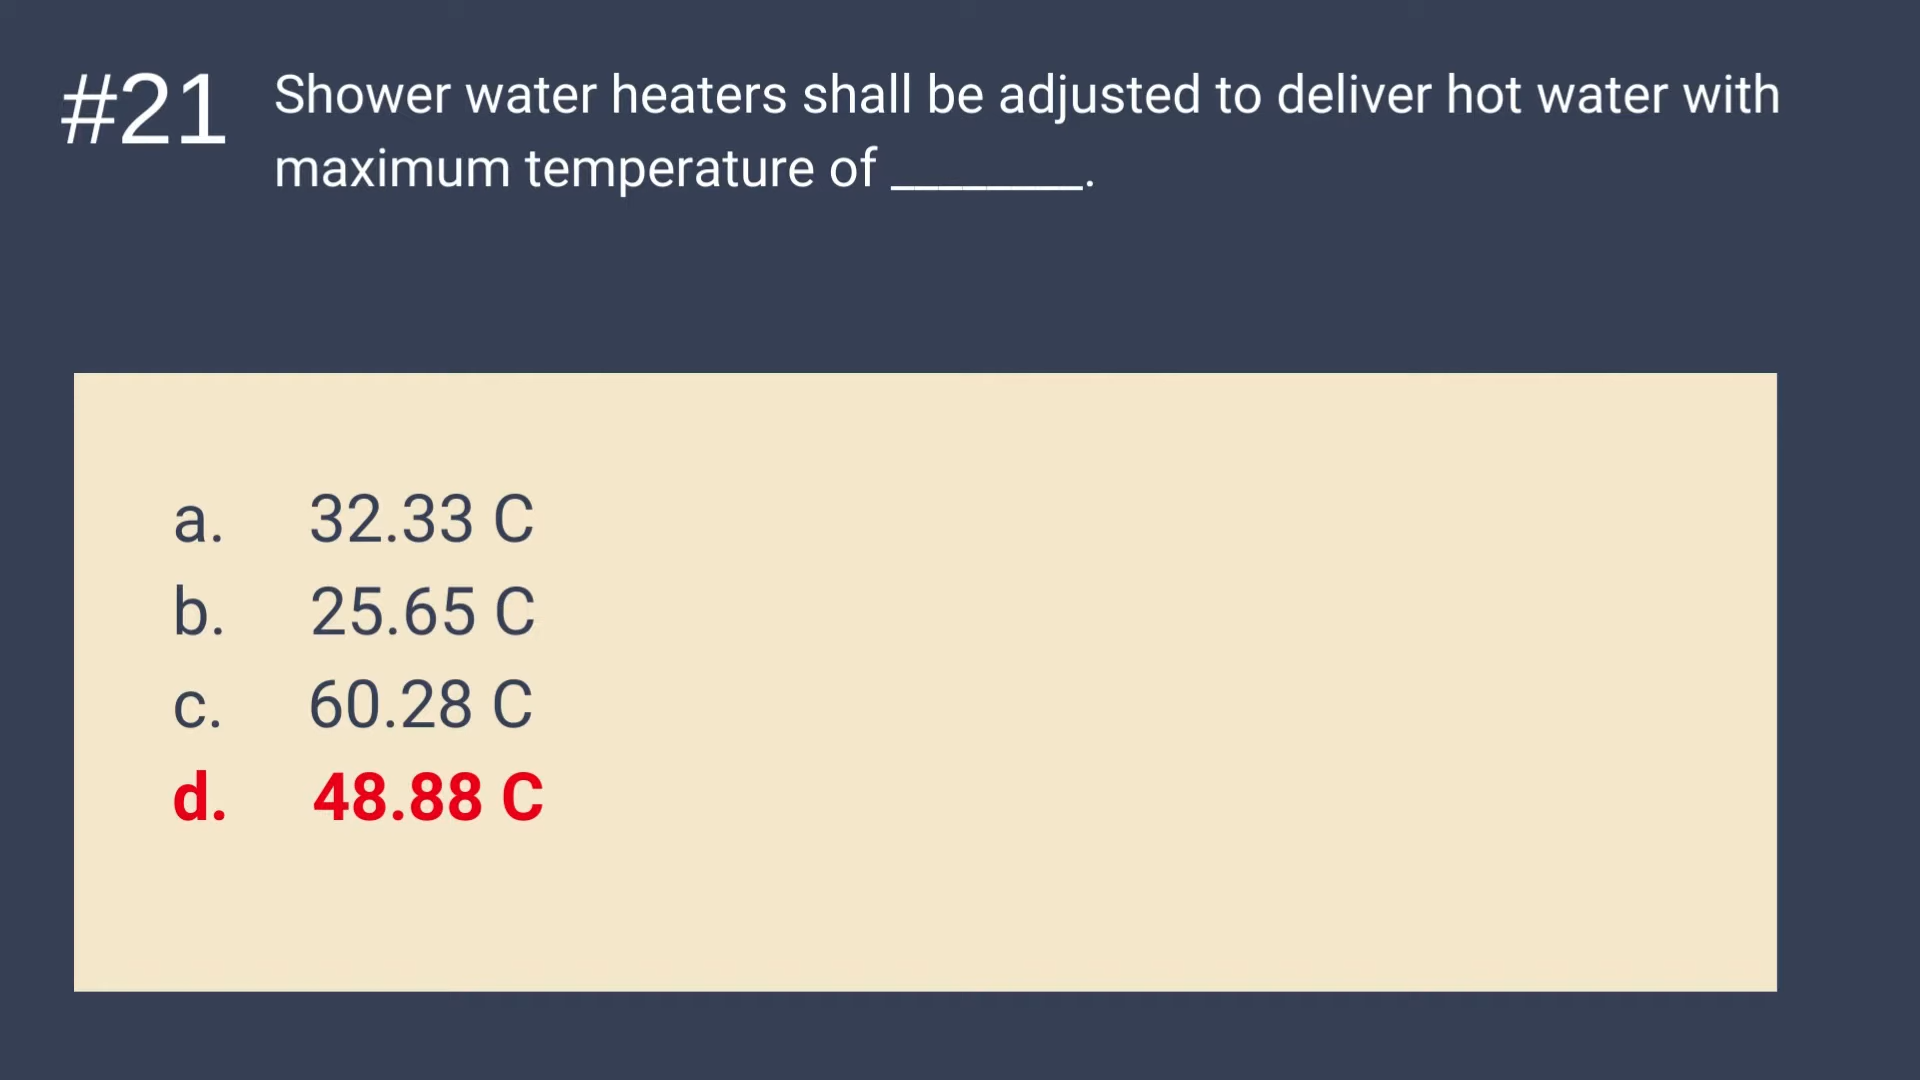 #21
Shower water heaters shall be adjusted to deliver hot water with
maximum temperature of ________.
a. 32.33 C
b. 25.65 C
c. 60.28 C
d. 48.88 C